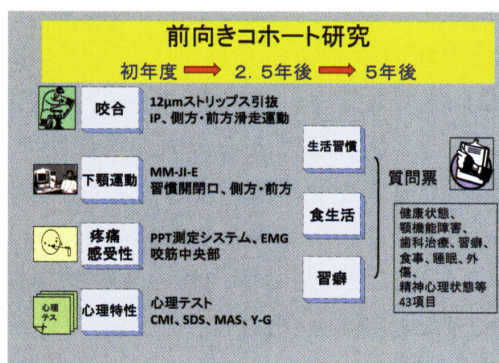 前向きコホート研究
初年度 ➡ 2.5年後 ➡ 5年後
咬合
12μmストリップス引抜
IP、側方・前方滑走運動
下顎運動
MM-JI-E
習慣開閉口、側方・前方
疼痛
感受性
PPT測定システム、EMG
咬筋中央部
心理
テス
心理特性
心理テスト
CMI、SDS、MAS、Y-G
生活習慣
食生活
習癖
質問票
健康状態、
顎機能障害、
歯科治療、習癖、
食事、睡眠、外
傷、
精神心理状態等
43項目